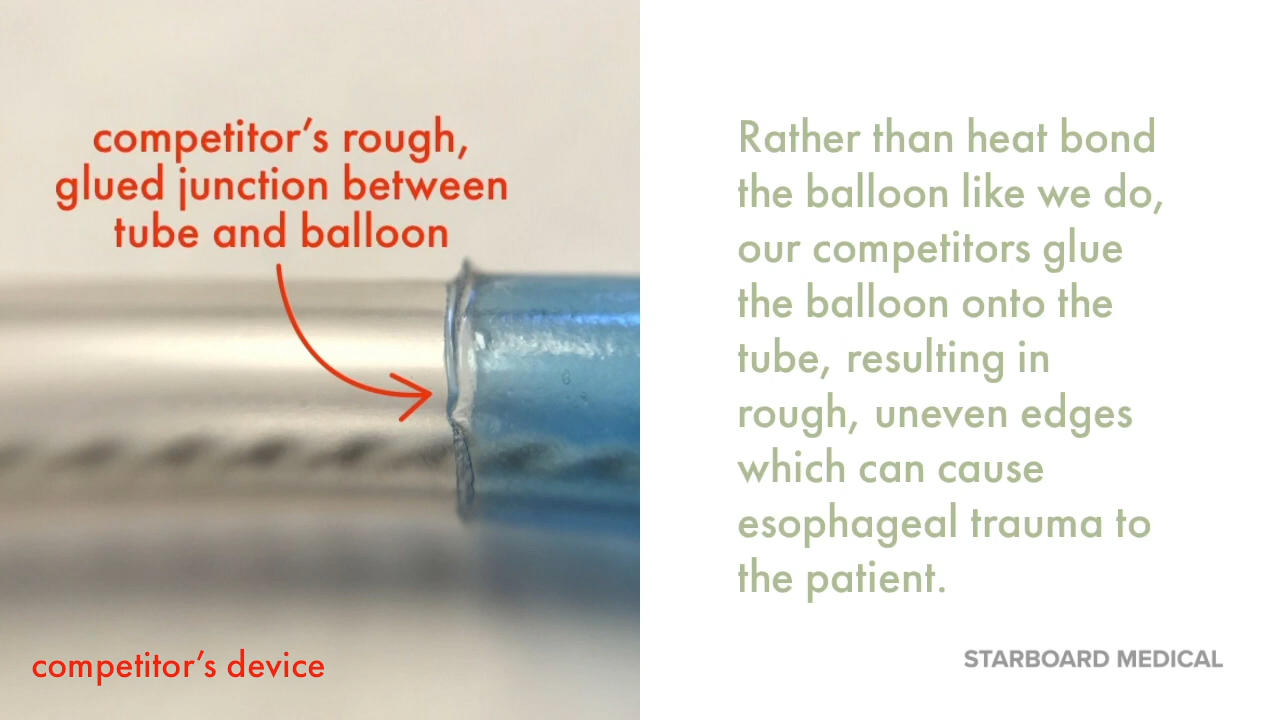 competitor’s rough,
glued junction between
tube and balloon
competitor’s device
Rather than heat bond
the balloon like we do,
our competitors glue
the balloon onto the
tube, resulting in
rough, uneven edges
which can cause
esophageal trauma to
the patient.
STARBOARD MEDICAL